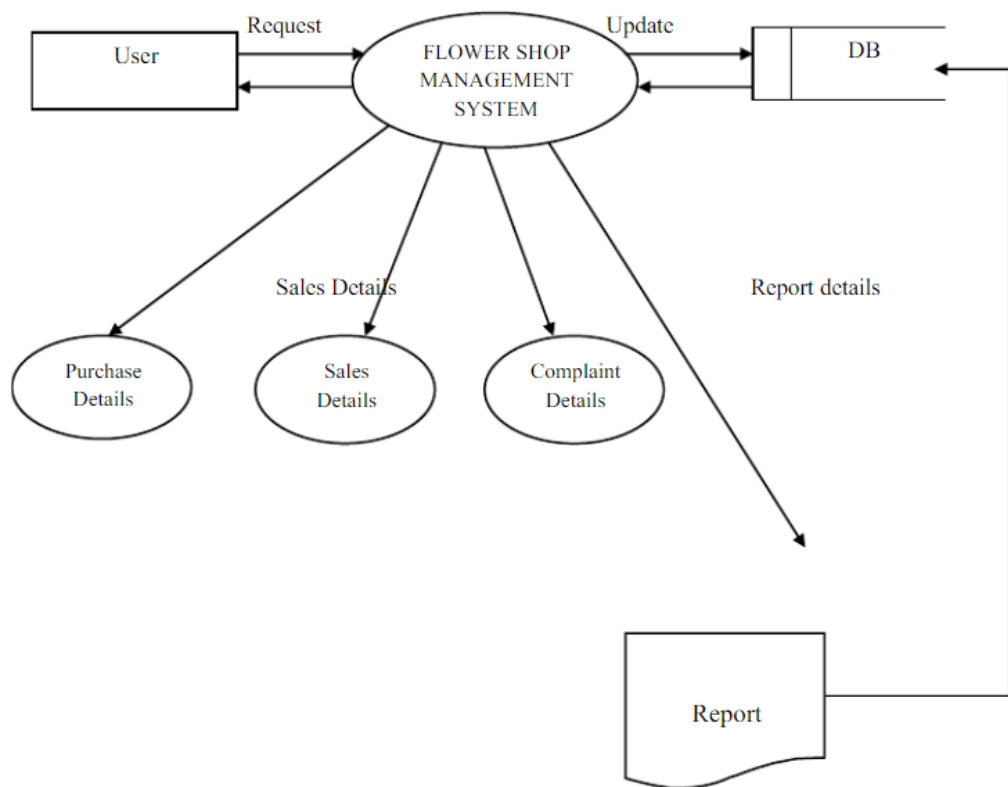 Request
User
FLOWER SHOP
MANAGEMENT
SYSTEM
Update
DB
Sales Details
Report details
Purchase
Details
Sales
Details
Complaint
Details
Report